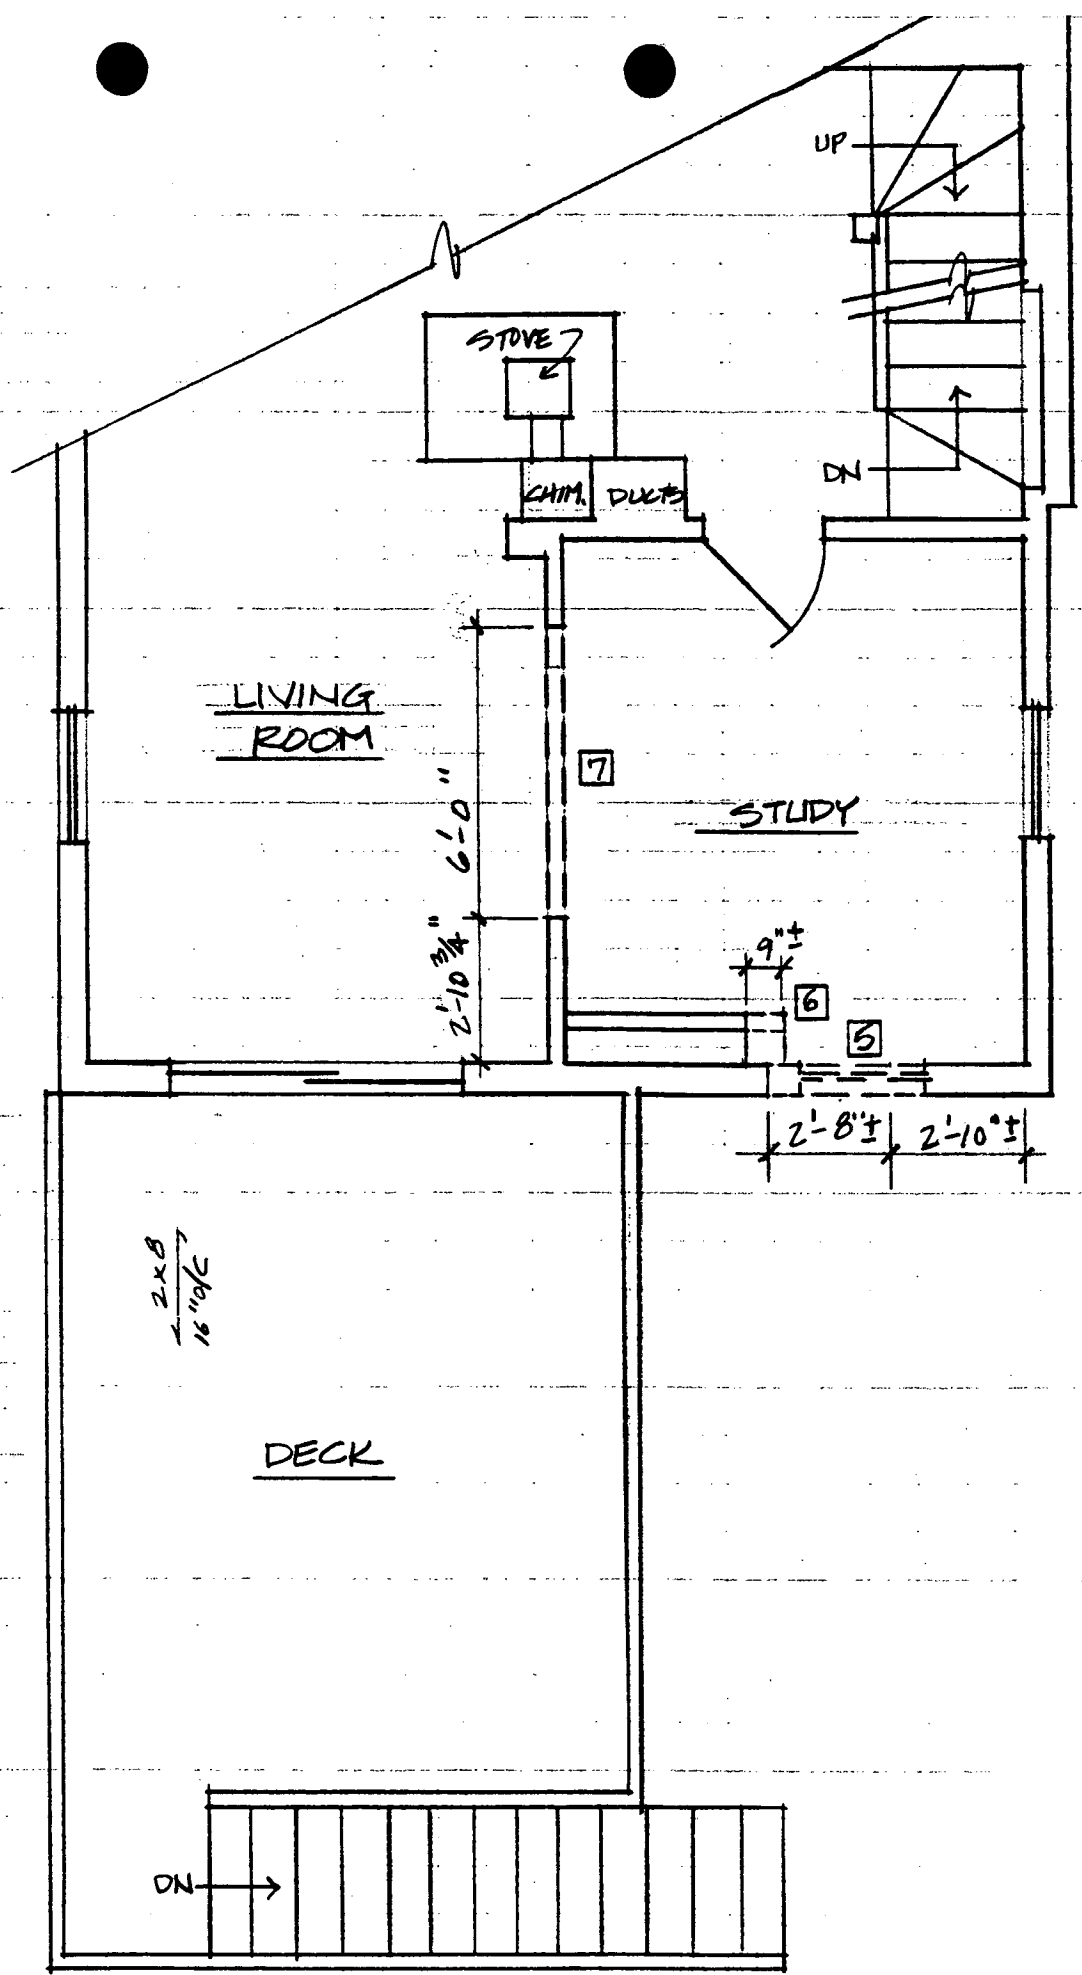 UP
STOVE
CHIM.
DUCTS
DN
LIVING
ROOM
7
6'-0"
STUDY
2'-10 3/4"
9"±
6
5
2'-8"±
2'-10"±
2x8
16"O/C
DECK
DN